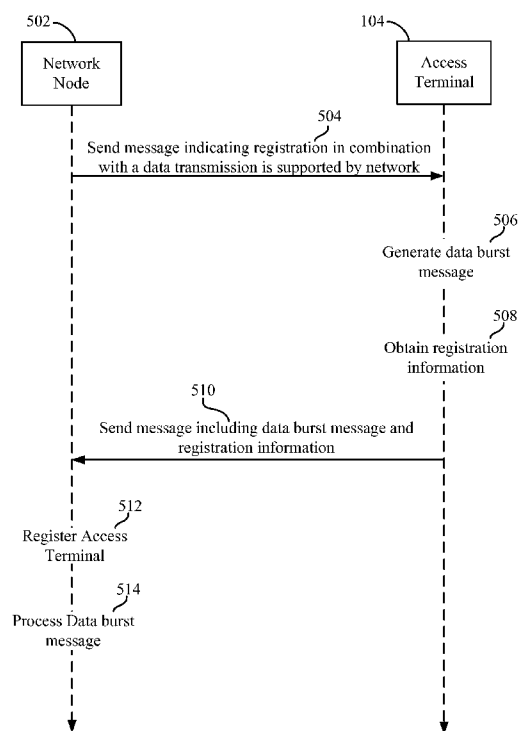 502
104
Network
Node
Access
Terminal
504
Send message indicating registration in combination
with a data transmission is supported by network
506
Generate data burst
message
508
Obtain registration
information
510
Send message including data burst message and
registration information
512
Register Access
Terminal
514
Process Data burst
message